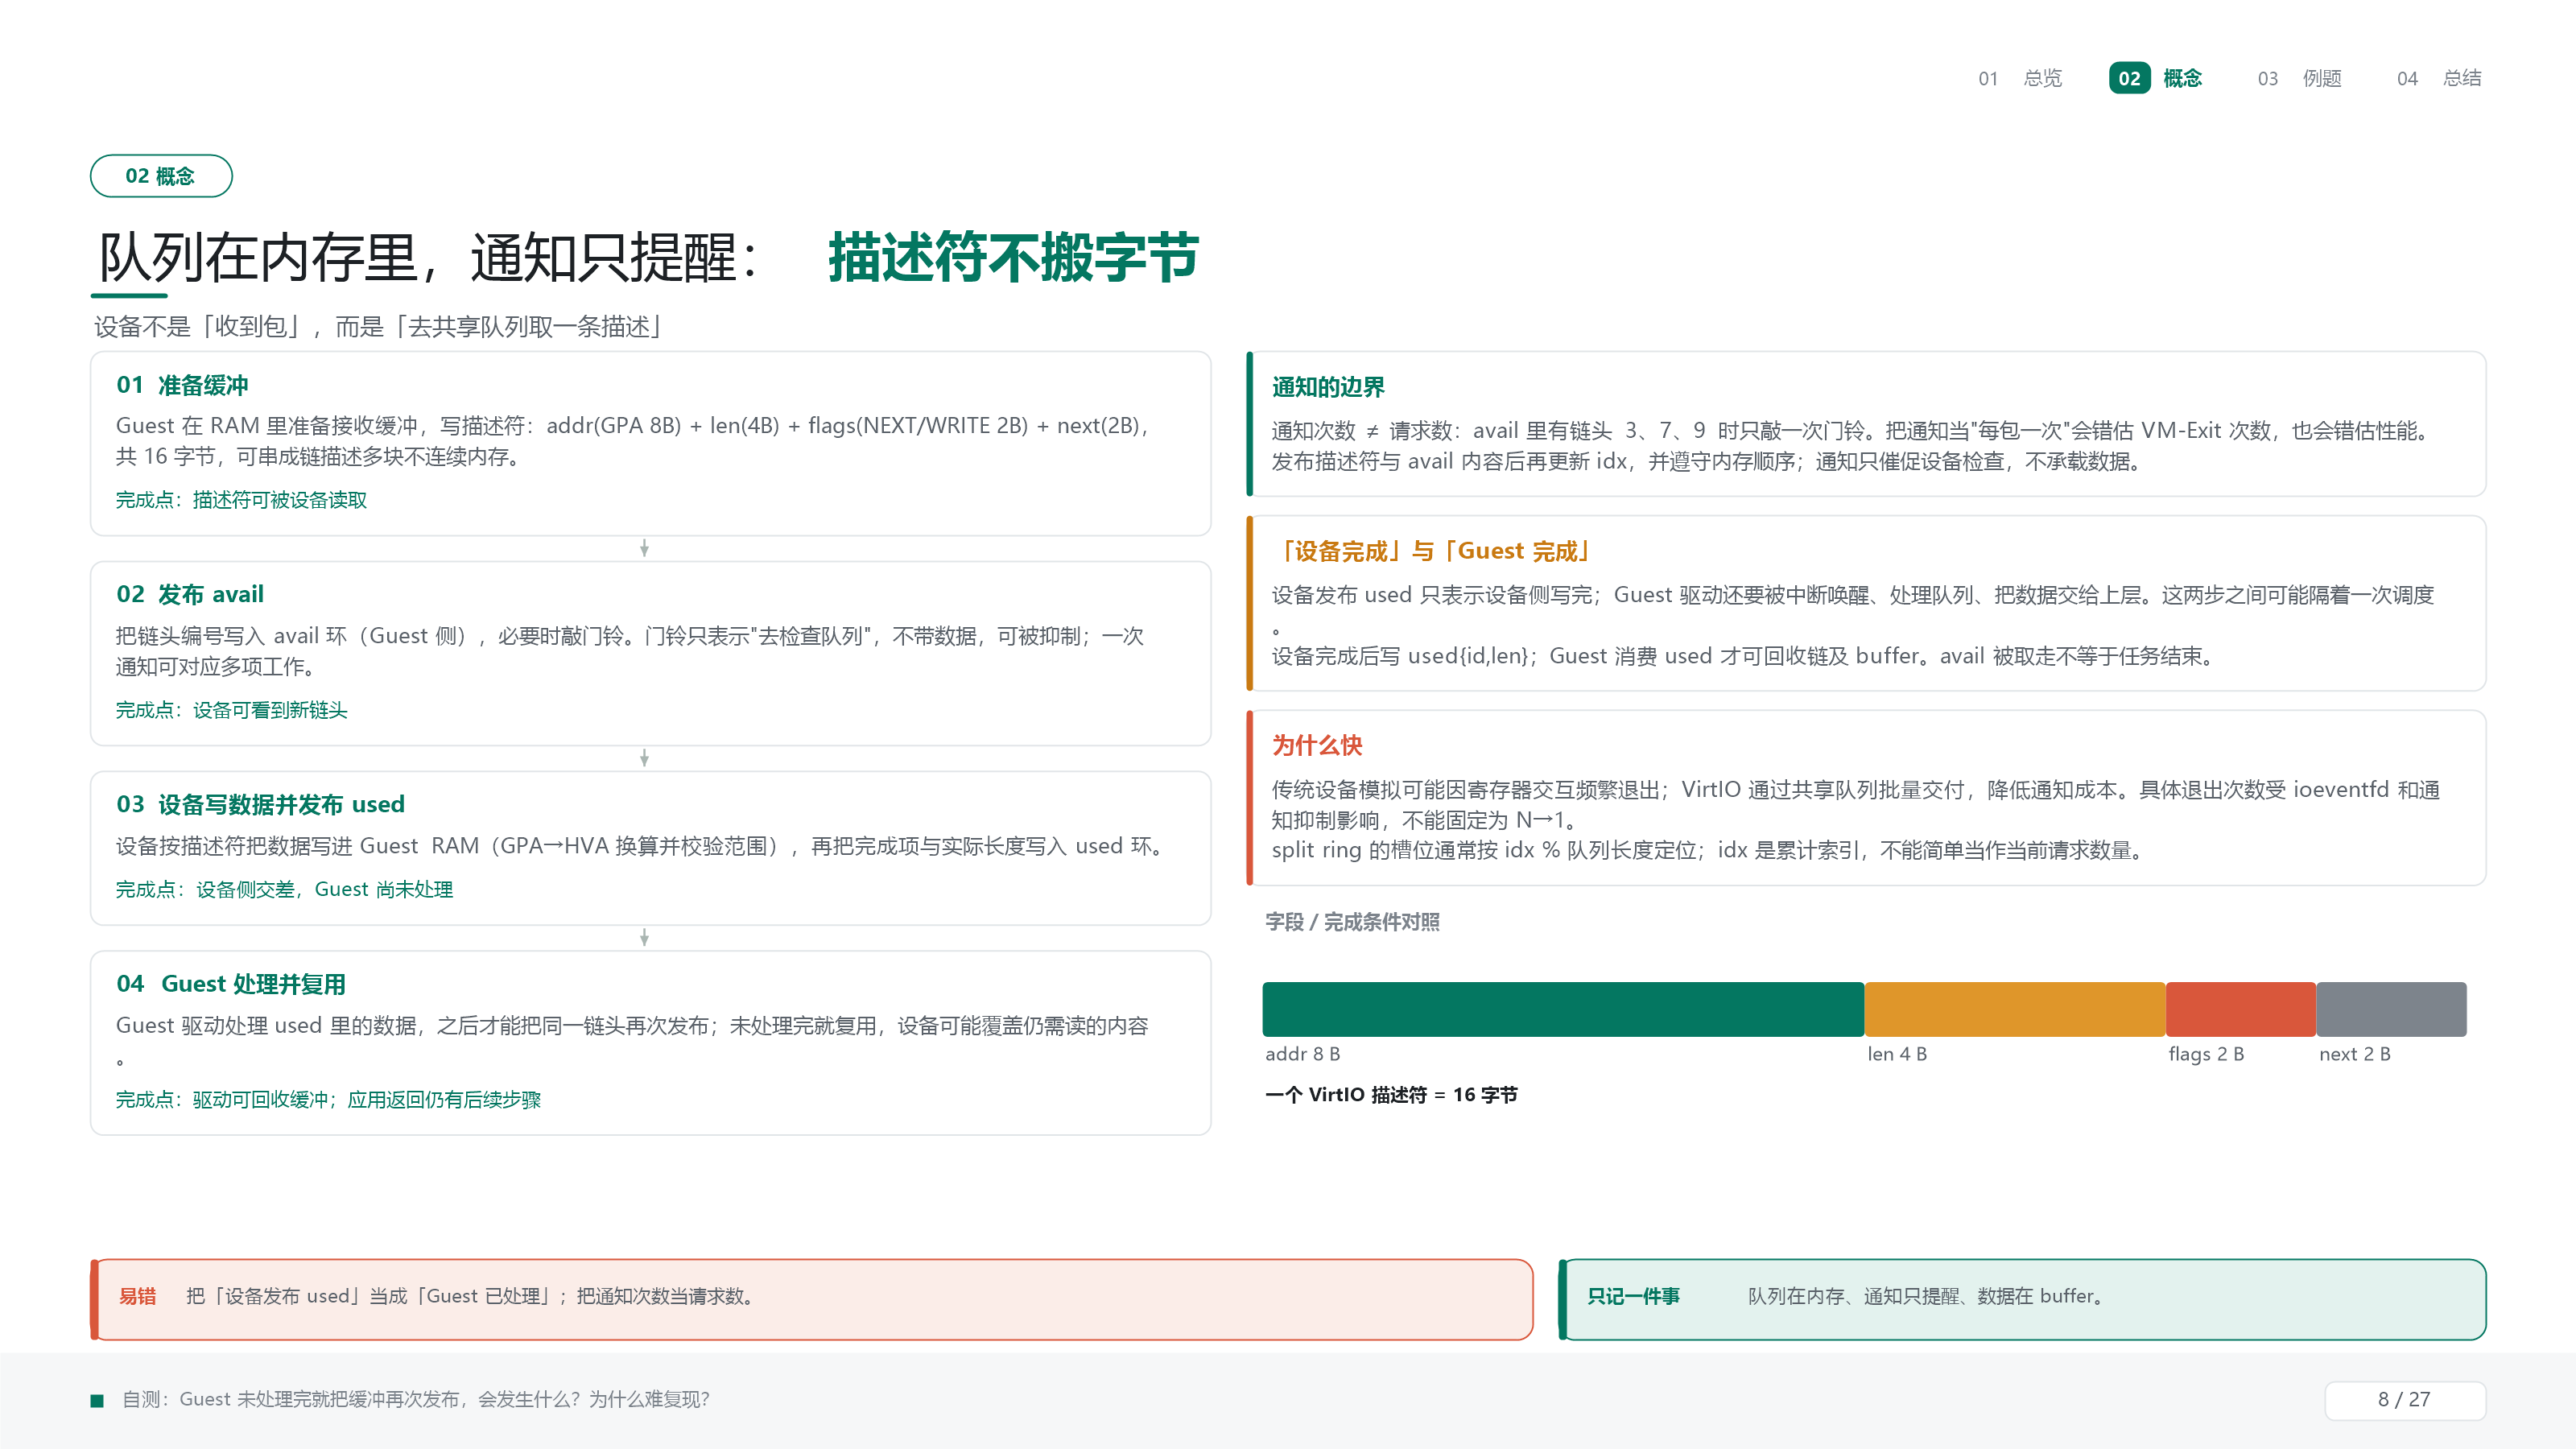 01 总览 02 概念 03 例题 04 总结
02 概念
队列在内存里，通知只提醒： 描述符不搬字节
设备不是「收到包」，而是「去共享队列取一条描述」
01 准备缓冲
Guest 在 RAM 里准备接收缓冲，写描述符：addr(GPA 8B) + len(4B) + flags(NEXT/WRITE 2B) + next(2B)，
共 16 字节，可串成链描述多块不连续内存。
完成点：描述符可被设备读取
02 发布 avail
把链头编号写入 avail 环（Guest 侧），必要时敲门铃。门铃只表示"去检查队列"，不带数据，可被抑制；一次
通知可对应多项工作。
完成点：设备可看到新链头
03 设备写数据并发布 used
设备按描述符把数据写进 Guest RAM（GPA→HVA 换算并校验范围），再把完成项与实际长度写入 used 环。
完成点：设备侧交差，Guest 尚未处理
04 Guest 处理并复用
Guest 驱动处理 used 里的数据，之后才能把同一链头再次发布；未处理完就复用，设备可能覆盖仍需读的内容
。
完成点：驱动可回收缓冲；应用返回仍有后续步骤
通知的边界
通知次数 ≠ 请求数：avail 里有链头 3、7、9 时只敲一次门铃。把通知当"每包一次"会错估 VM-Exit 次数，也会错估性能。
发布描述符与 avail 内容后再更新 idx，并遵守内存顺序；通知只催促设备检查，不承载数据。
「设备完成」与「Guest 完成」
设备发布 used 只表示设备侧写完；Guest 驱动还要被中断唤醒、处理队列、把数据交给上层。这两步之间可能隔着一次调度
。
设备完成后写 used{id,len}；Guest 消费 used 才可回收链及 buffer。avail 被取走不等于任务结束。
为什么快
传统设备模拟可能因寄存器交互频繁退出；VirtIO 通过共享队列批量交付，降低通知成本。具体退出次数受 ioeventfd 和通
知抑制影响，不能固定为 N→1。
split ring 的槽位通常按 idx % 队列长度定位；idx 是累计索引，不能简单当作当前请求数量。
字段 / 完成条件对照
addr 8 B len 4 B flags 2 B next 2 B
一个 VirtIO 描述符 = 16 字节
易错 把「设备发布 used」当成「Guest 已处理」；把通知次数当请求数。
只记一件事 队列在内存、通知只提醒、数据在 buffer。
自测：Guest 未处理完就把缓冲再次发布，会发生什么？为什么难复现？
8 / 27